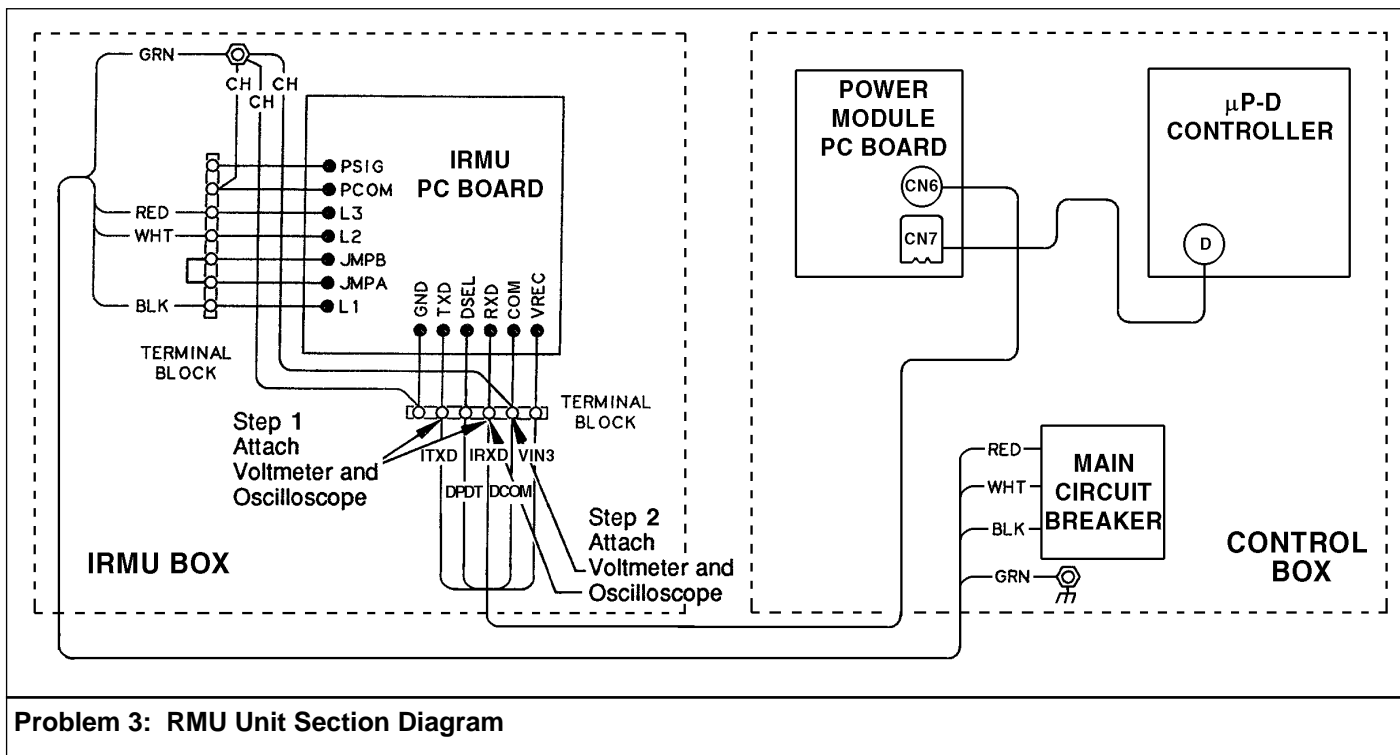 GRN
CH
CH
CH
IRMU
PC BOARD
PSIG
PCOM
RED
L3
WHT
L2
JMPB
JMPA
BLK
L1
GND
TXD
DSEL
RXD
COM
VREC
TERMINAL
BLOCK
TERMINAL
BLOCK
Step 1
Attach
Voltmeter and
Oscilloscope
ITXD
IRXD
VIN3
DPDT
DCOM
Step 2
Attach
Voltmeter and
Oscilloscope
IRMU BOX
POWER
MODULE
PC BOARD
CN6
CN7
µP-D
CONTROLLER
D
RED
WHT
BLK
GRN
MAIN
CIRCUIT
BREAKER
CONTROL
BOX
Problem 3: RMU Unit Section Diagram